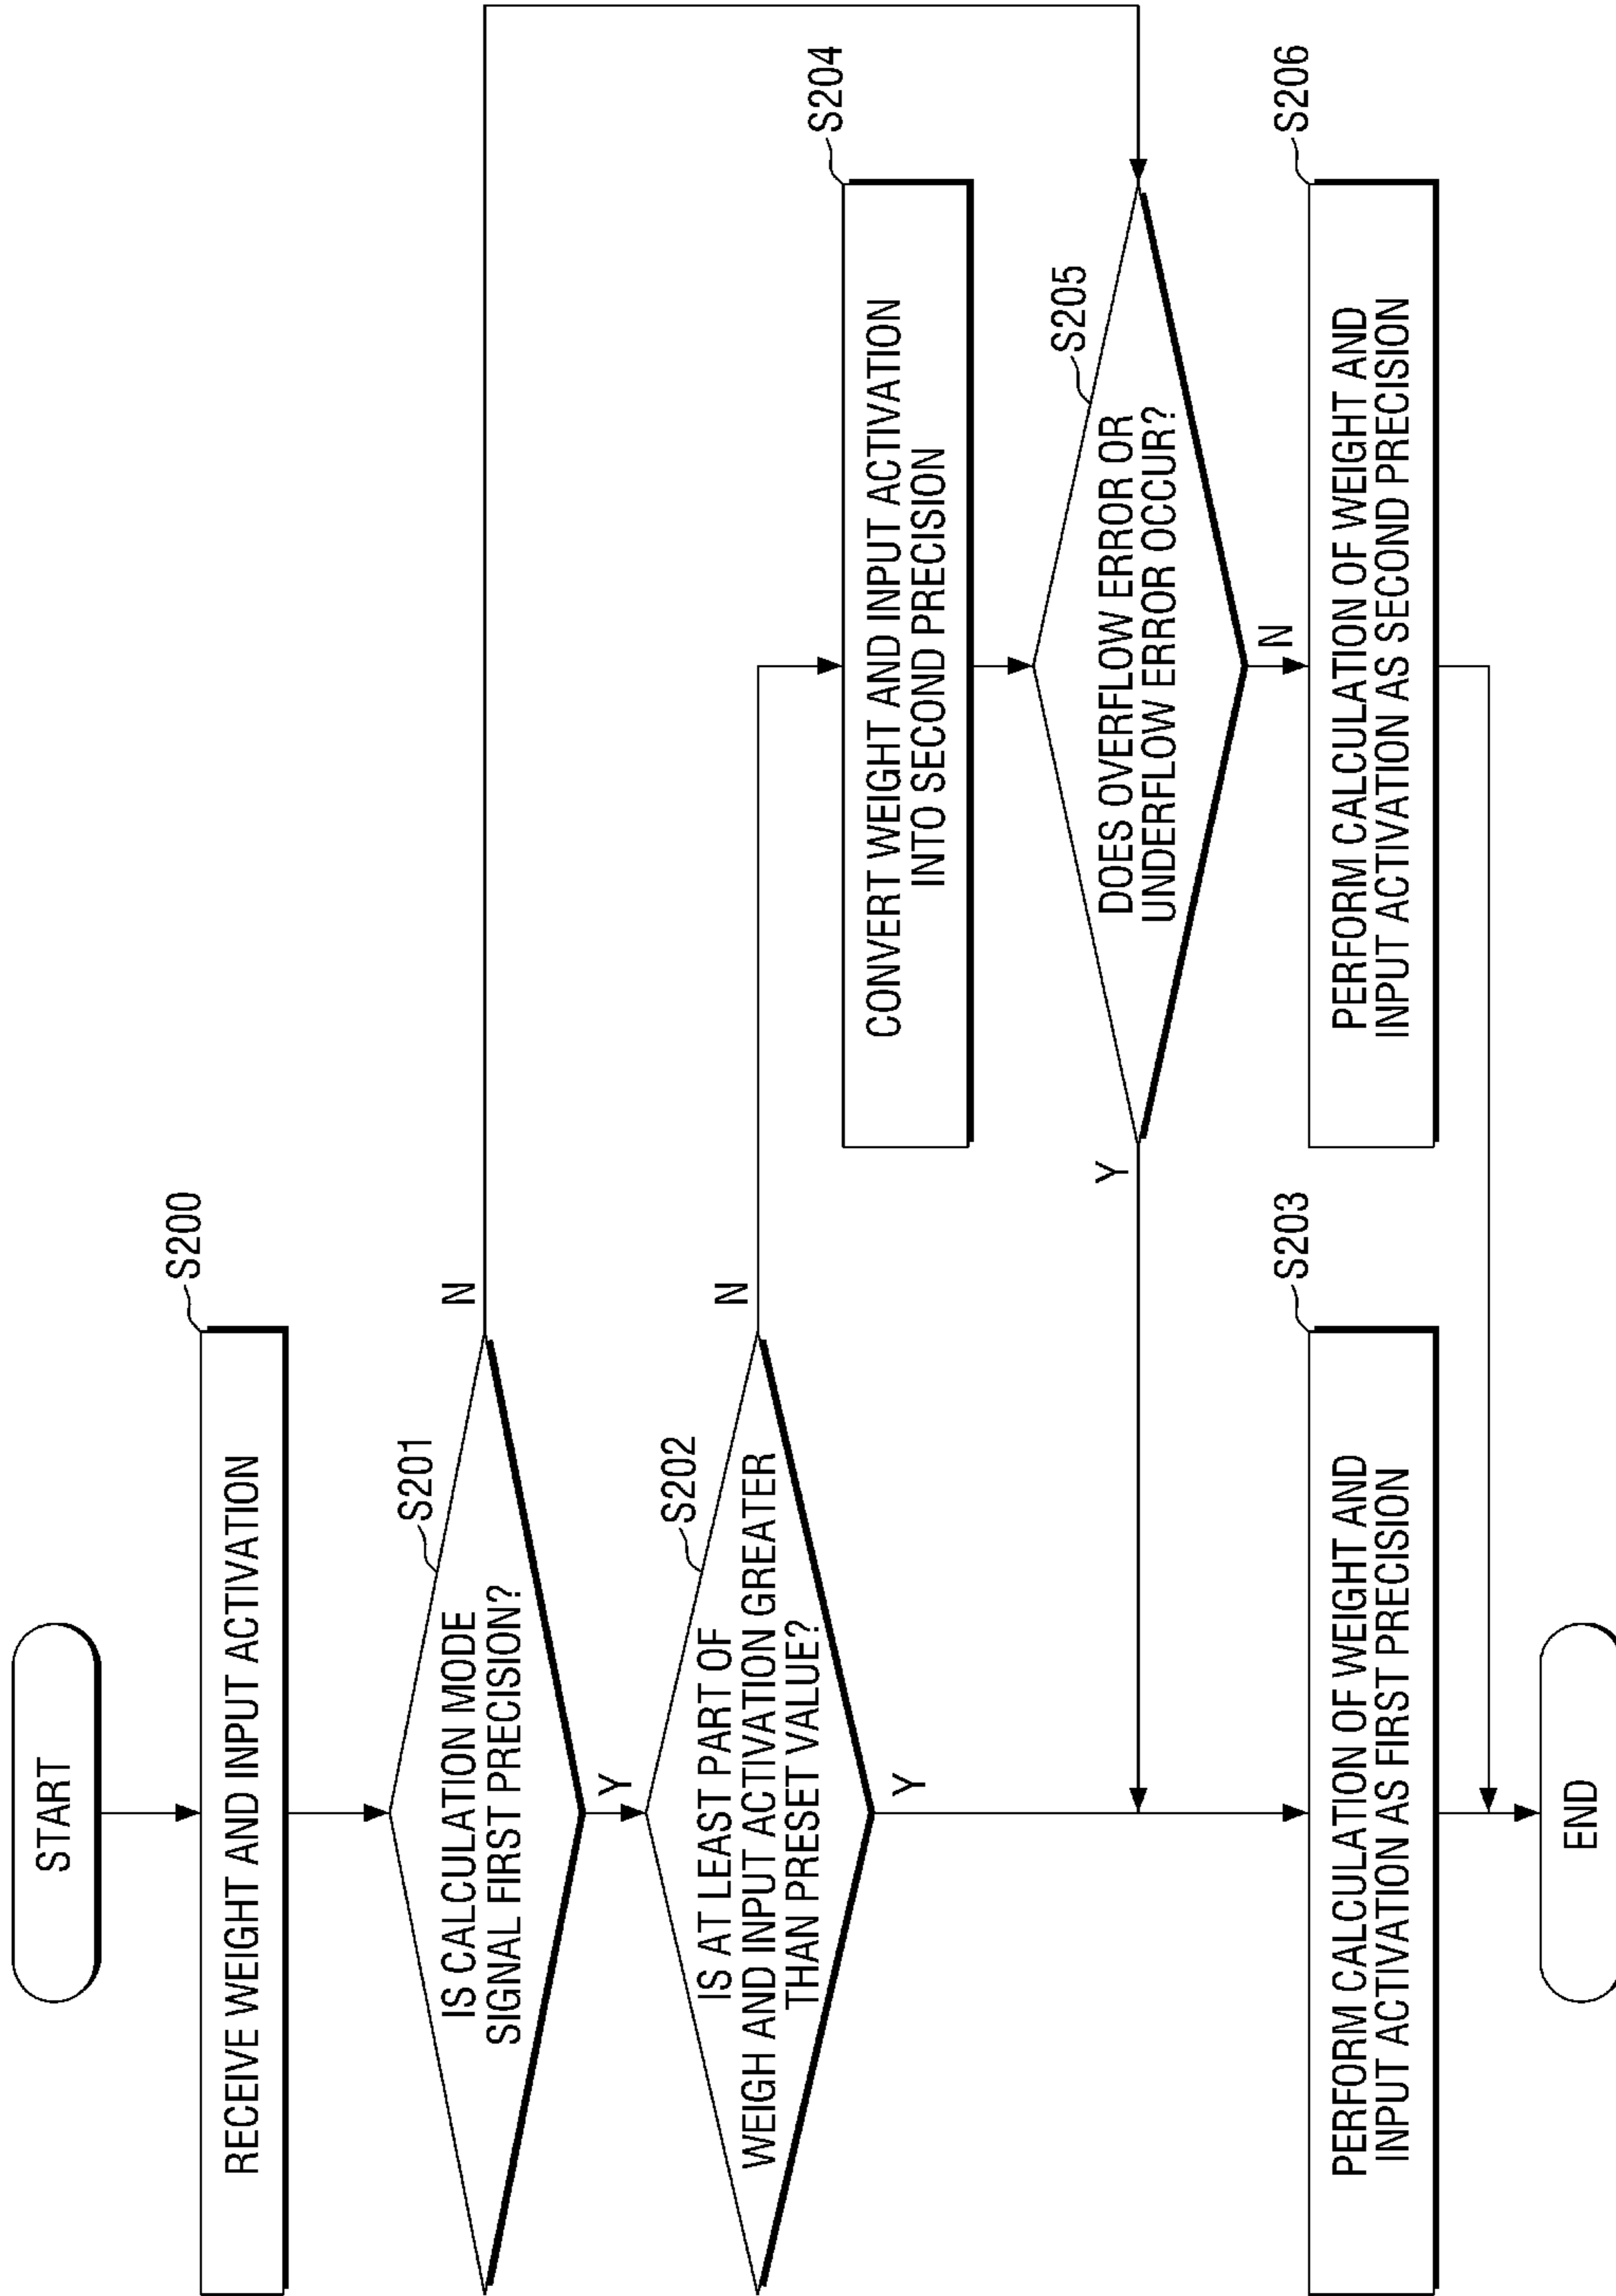 START
S200
RECEIVE WEIGHT AND INPUT ACTIVATION
S201
IS CALCULATION MODE
SIGNAL FIRST PRECISION?
N
Y
S202
IS AT LEAST PART OF
WEIGH AND INPUT ACTIVATION GREATER
THAN PRESET VALUE?
N
Y
S204
CONVERT WEIGHT AND INPUT ACTIVATION
INTO SECOND PRECISION
S205
DOES OVERFLOW ERROR OR
UNDERFLOW ERROR OCCUR?
Y
N
S203
PERFORM CALCULATION OF WEIGHT AND
INPUT ACTIVATION AS FIRST PRECISION
S206
PERFORM CALCULATION OF WEIGHT AND
INPUT ACTIVATION AS SECOND PRECISION
END